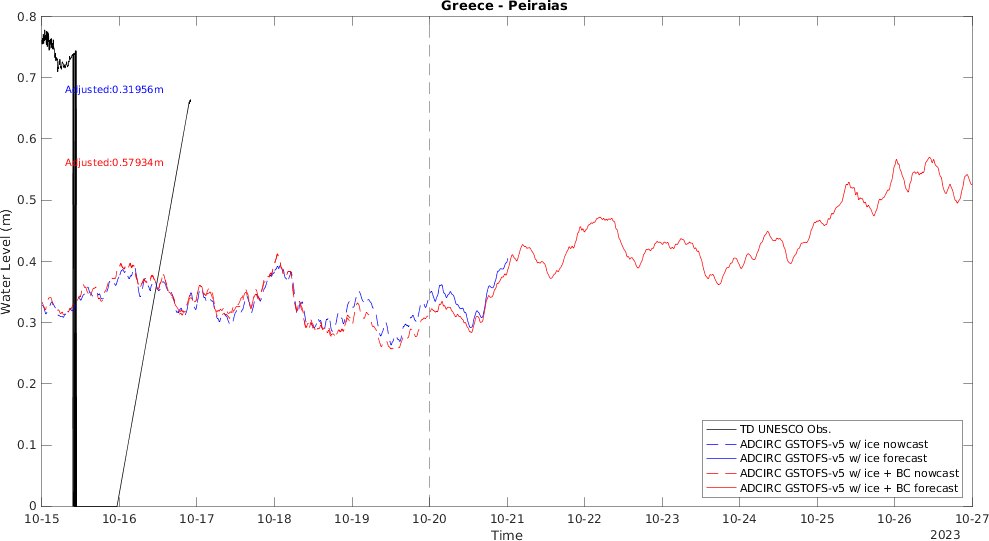 Greece - Peiraias
0.8
0.7
0.6
0.5
0.4
0.3
0.2
0.1
0
Water Level (m)
Adjusted:0.31956m
Adjusted:0.57934m
TD UNESCO Obs.
ADCIRC GSTOFS-v5 w/ ice nowcast
ADCIRC GSTOFS-v5 w/ ice forecast
ADCIRC GSTOFS-v5 w/ ice + BC nowcast
ADCIRC GSTOFS-v5 w/ ice + BC forecast
10-15 10-16 10-17 10-18 10-19 10-20 10-21 10-22 10-23 10-24 10-25 10-26 10-27
Time
2023